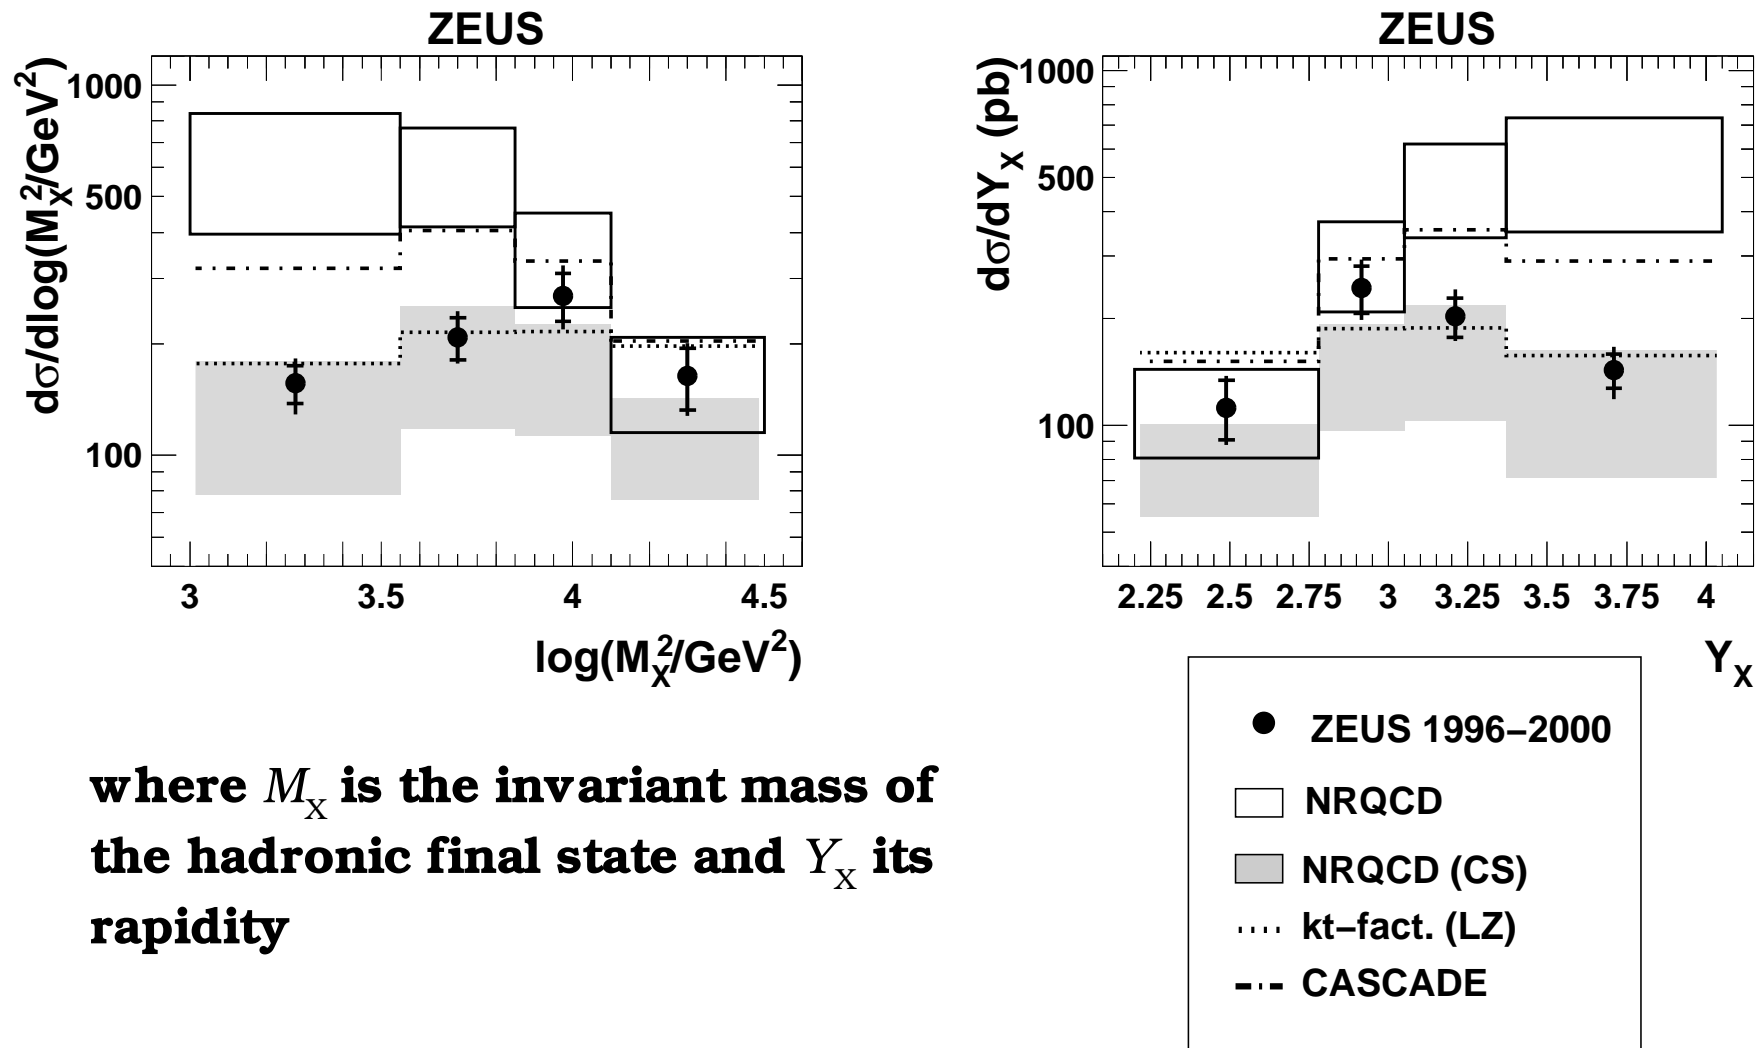 ZEUS
dσ/dlog(M_X^2/GeV^2)
1000
500
100
3 3.5 4 4.5
log(M_X^2/GeV^2)
ZEUS
dσ/dY_X (pb)
1000
500
100
2.25 2.5 2.75 3 3.25 3.5 3.75 4
Y_X
where M_X is the invariant mass of
the hadronic final state and Y_X its
rapidity
ZEUS 1996–2000
NRQCD
NRQCD (CS)
kt–fact. (LZ)
CASCADE